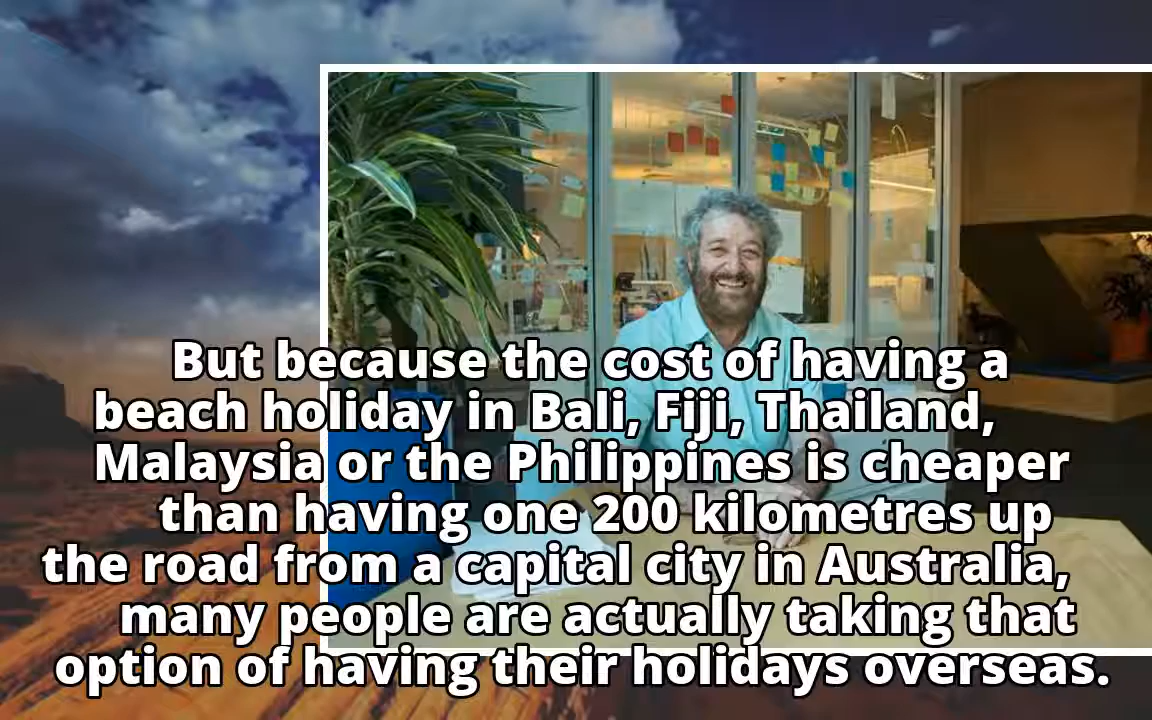 But because the cost of having a
beach holiday in Bali, Fiji, Thailand,
Malaysia or the Philippines is cheaper
than having one 200 kilometres up
the road from a capital city in Australia,
many people are actually taking that
option of having their holidays overseas.